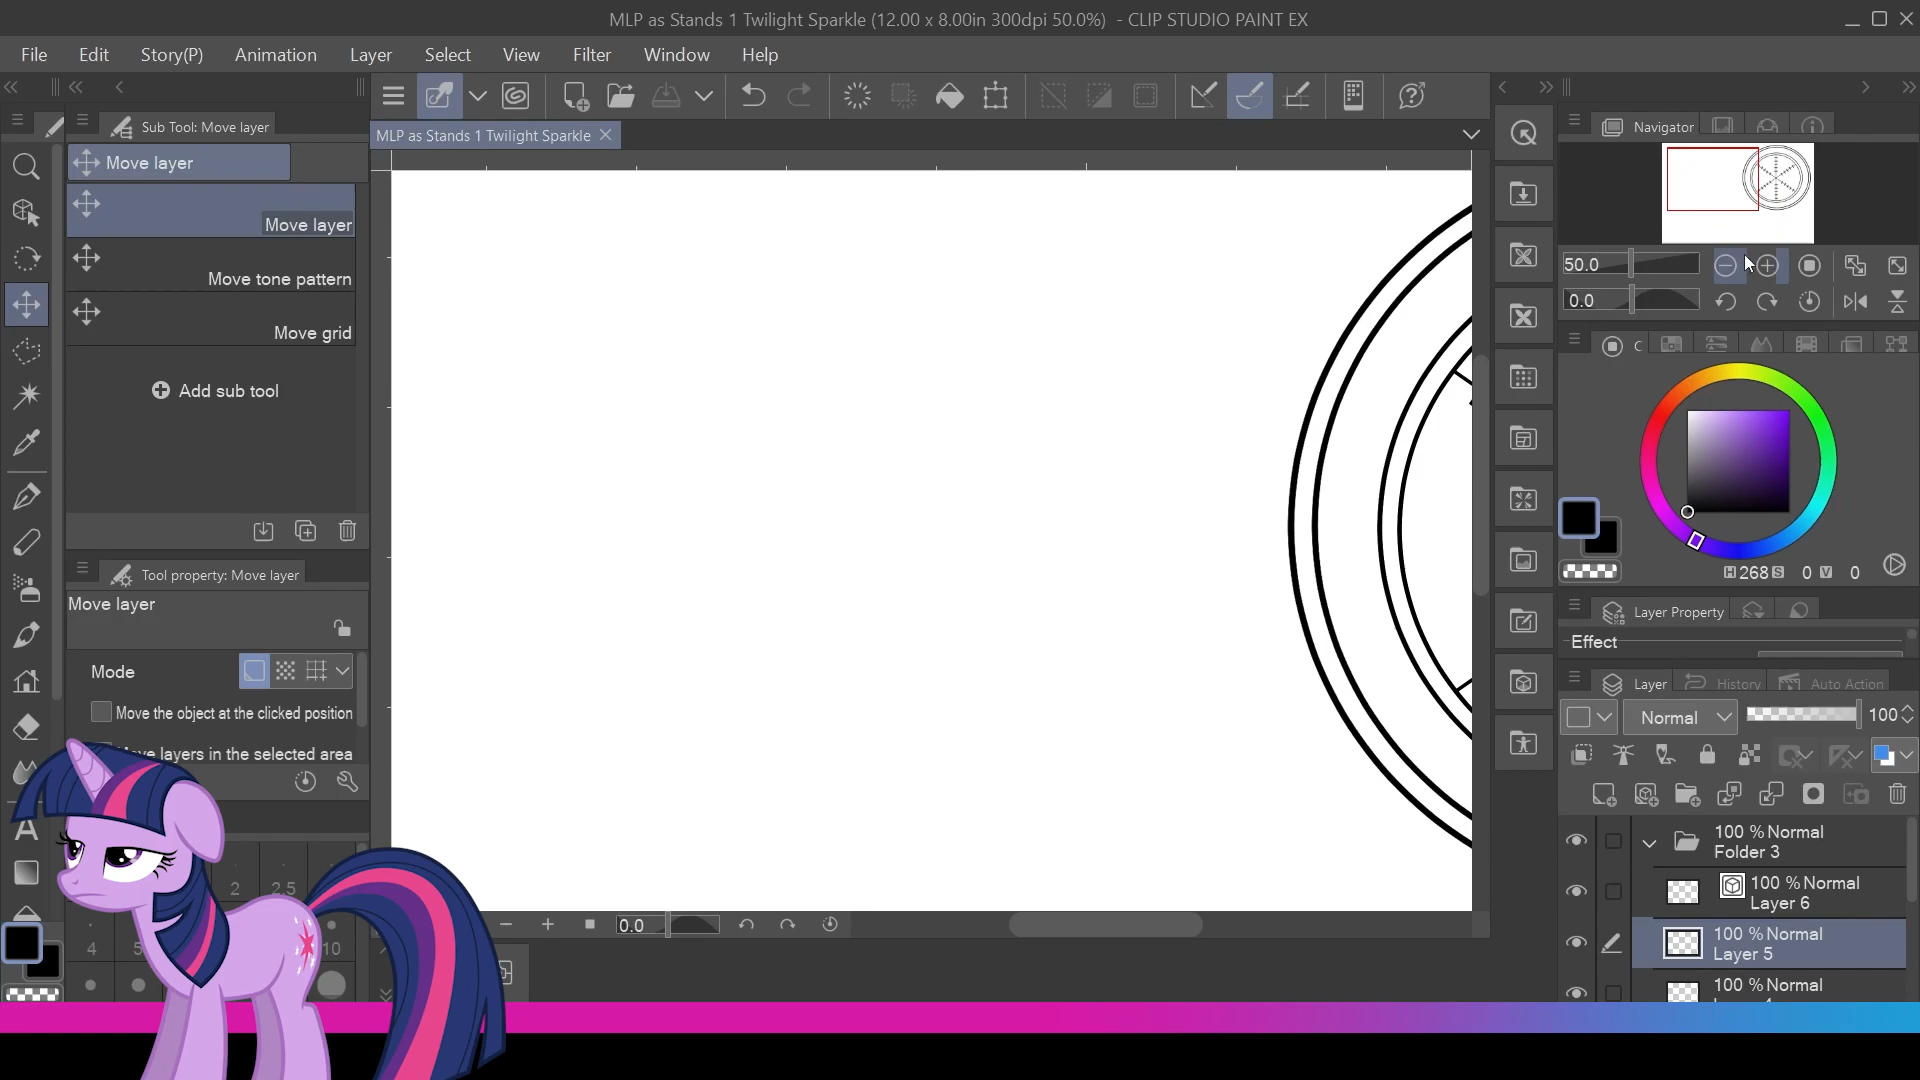 MLP as Stands 1 Twilight Sparkle (12.00 x 8.00in 300dpi 50.0%) - CLIP STUDIO PAINT EX
File Edit Story(P) Animation Layer Select View Filter Window Help
Sub Tool: Move layer
MLP as Stands 1 Twilight Sparkle
Navigator
Move layer
Move layer
Move tone pattern
Move grid
Add sub tool
50.0
0.0
C
H 268 S 0 V 0
Tool property: Move layer
Move layer
Mode
Move the object at the clicked position
ve layers in the selected area
Layer Property
Effect
Layer History Auto Action
Normal 100
100 % Normal
Folder 3
100 % Normal
Layer 6
100 % Normal
Layer 5
100 % Normal
A
2 2.5
4 5 10
0.0